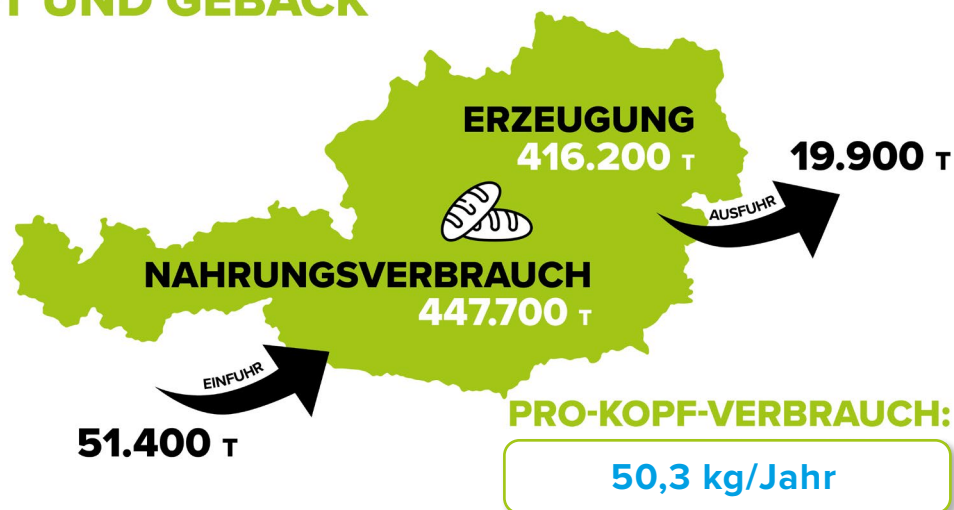 UND GEBÄCK
ERZEUGUNG
416.200 T
19.900 T
AUSFUHR
NAHRUNGSVERBRAUCH
447.700 T
EINFUHR
51.400 T
PRO-KOPF-VERBRAUCH:
50,3 kg/Jahr